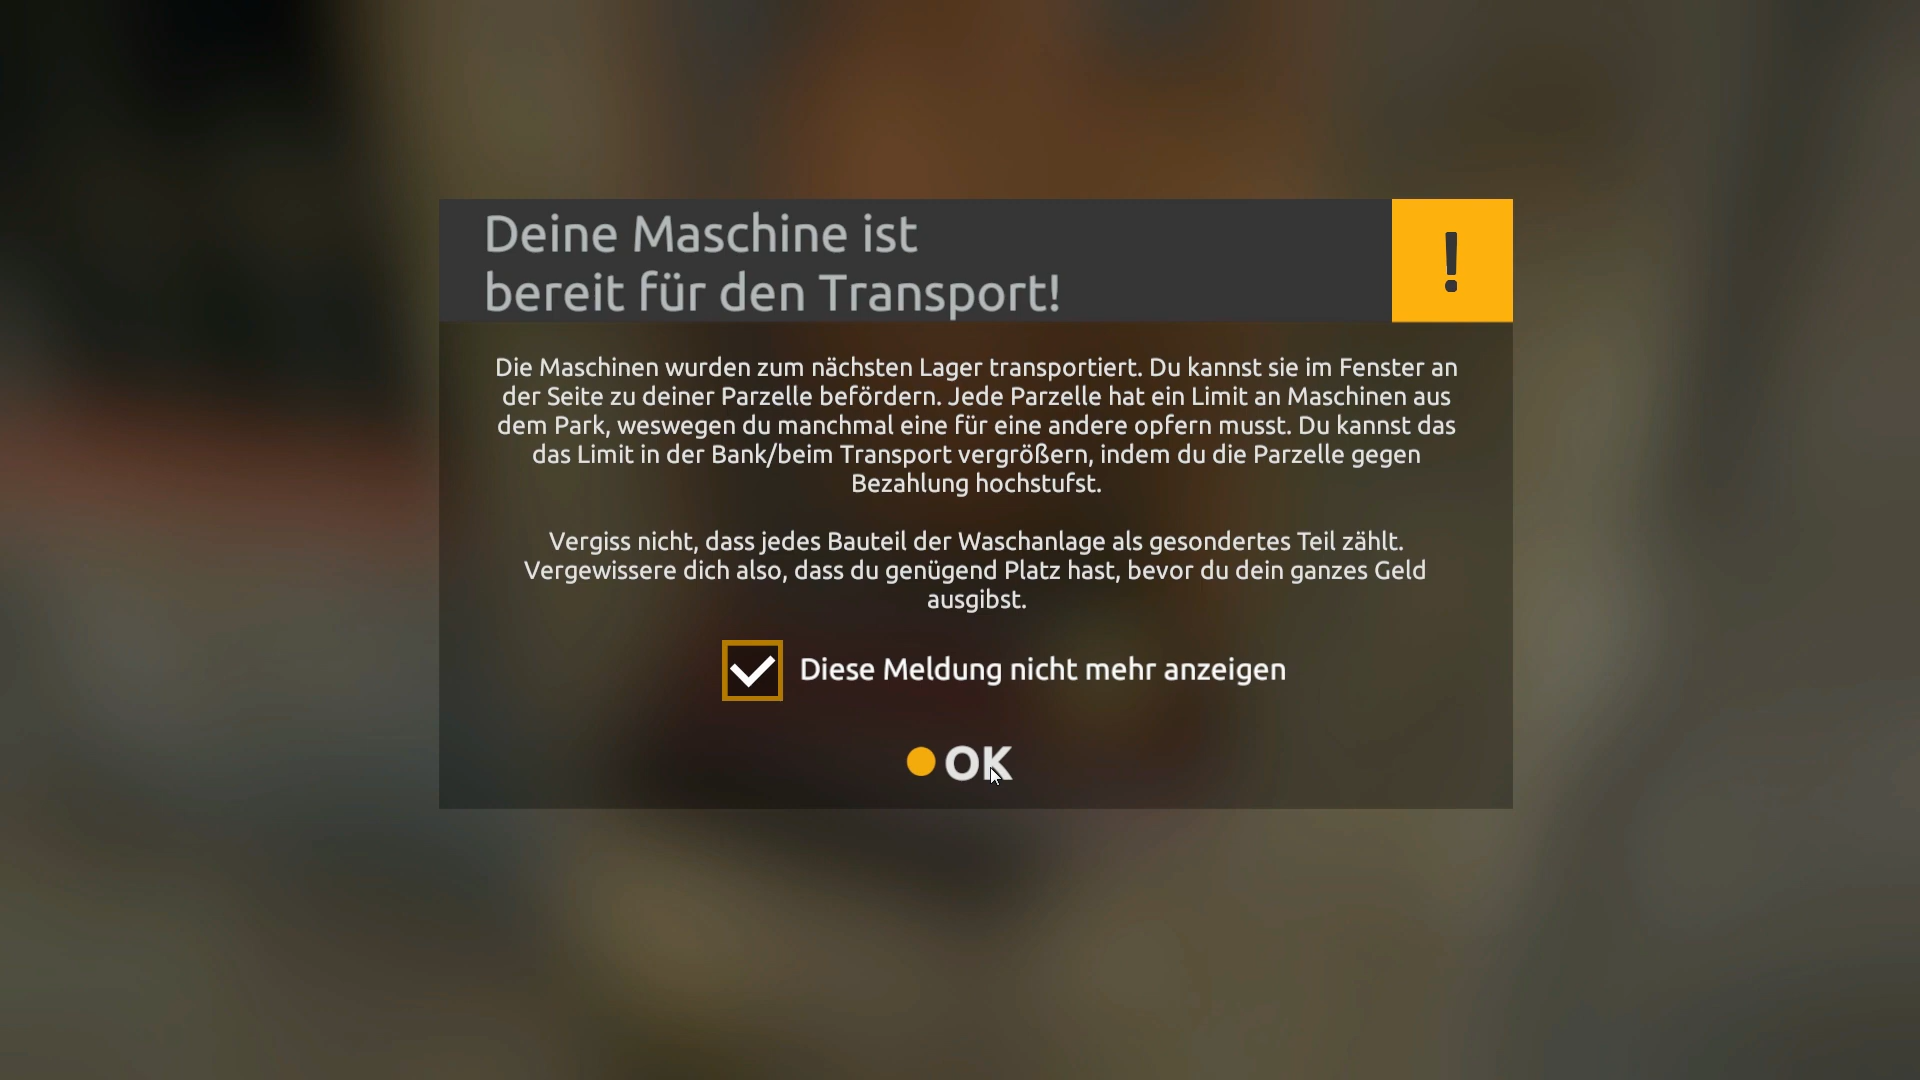 Deine Maschine ist
bereit für den Transport!
!
Die Maschinen wurden zum nächsten Lager transportiert. Du kannst sie im Fenster an
der Seite zu deiner Parzelle befördern. Jede Parzelle hat ein Limit an Maschinen aus
dem Park, weswegen du manchmal eine für eine andere opfern musst. Du kannst das
das Limit in der Bank/beim Transport vergrößern, indem du die Parzelle gegen
Bezahlung hochstufst.
Vergiss nicht, dass jedes Bauteil der Waschanlage als gesondertes Teil zählt.
Vergewissere dich also, dass du genügend Platz hast, bevor du dein ganzes Geld
ausgibst.
Diese Meldung nicht mehr anzeigen
OK